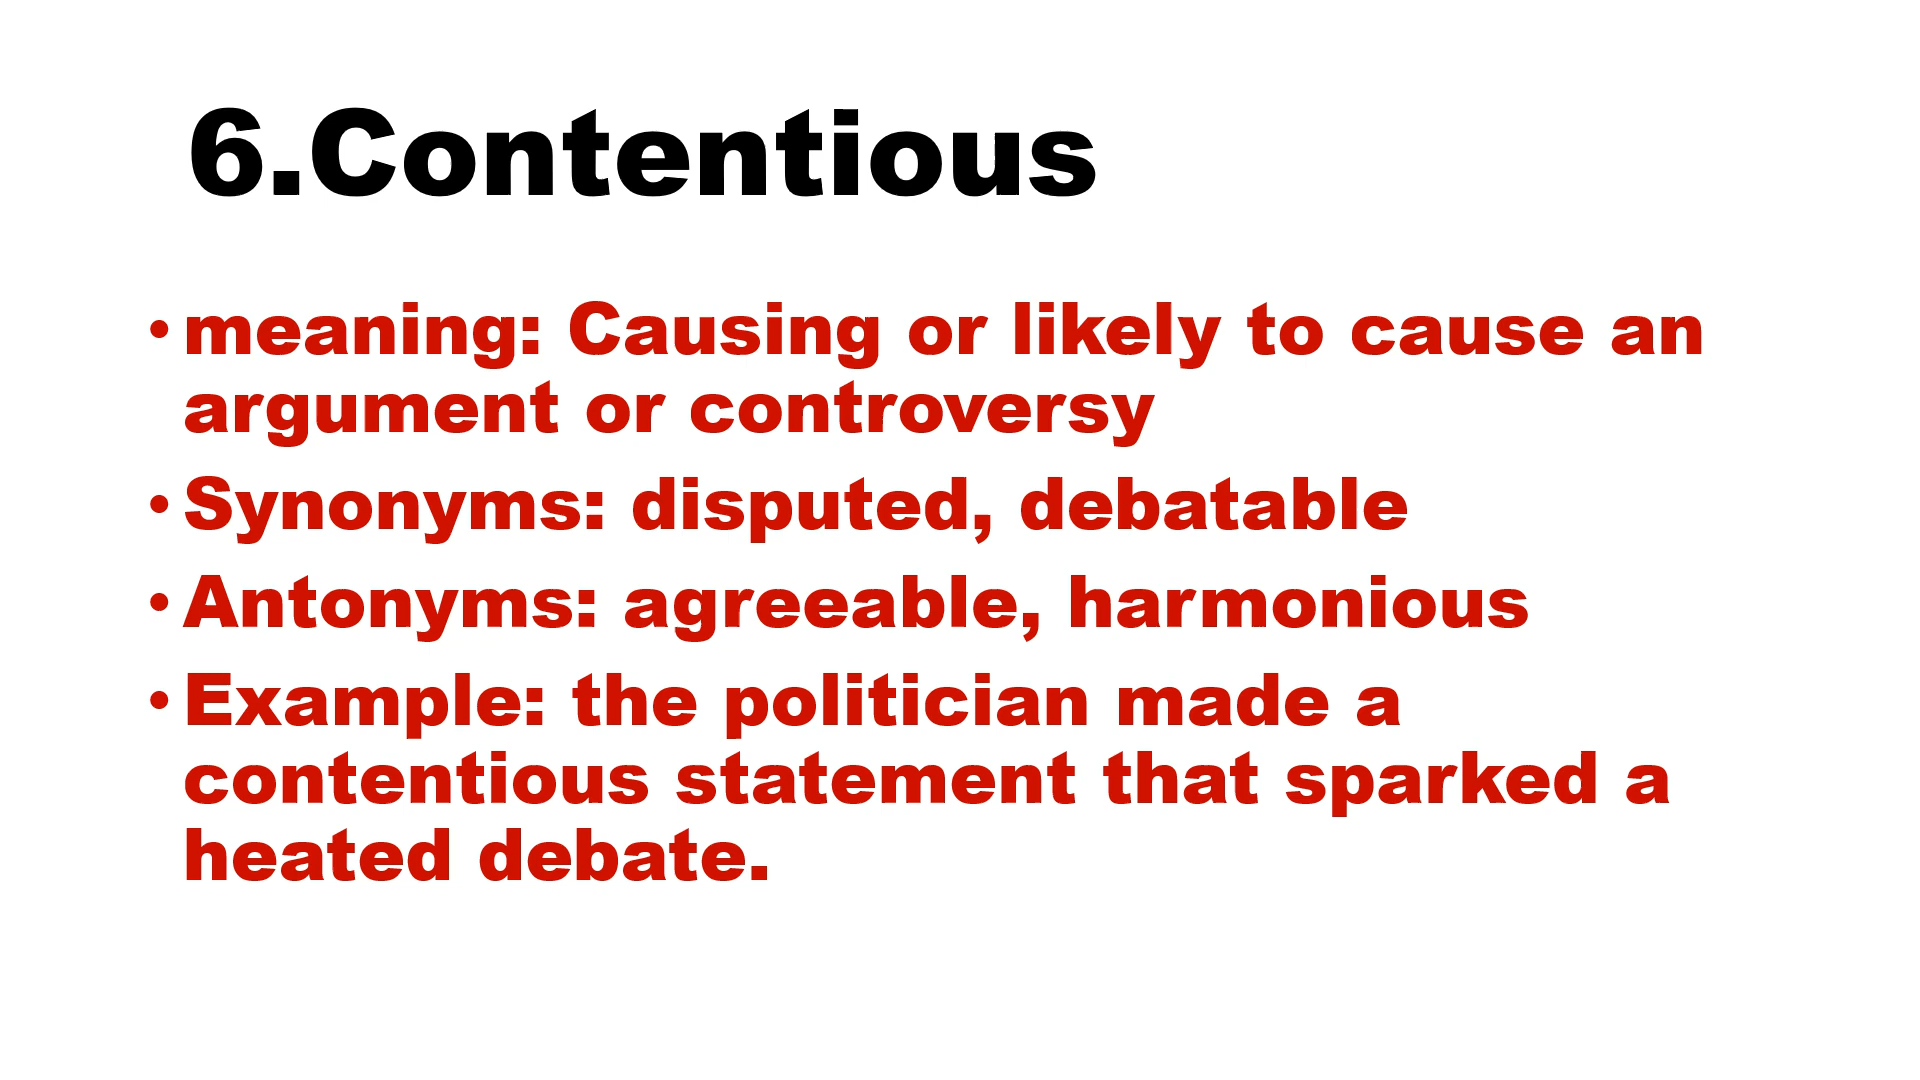 6.Contentious
• meaning: Causing or likely to cause an
argument or controversy
• Synonyms: disputed, debatable
• Antonyms: agreeable, harmonious
• Example: the politician made a
contentious statement that sparked a
heated debate.